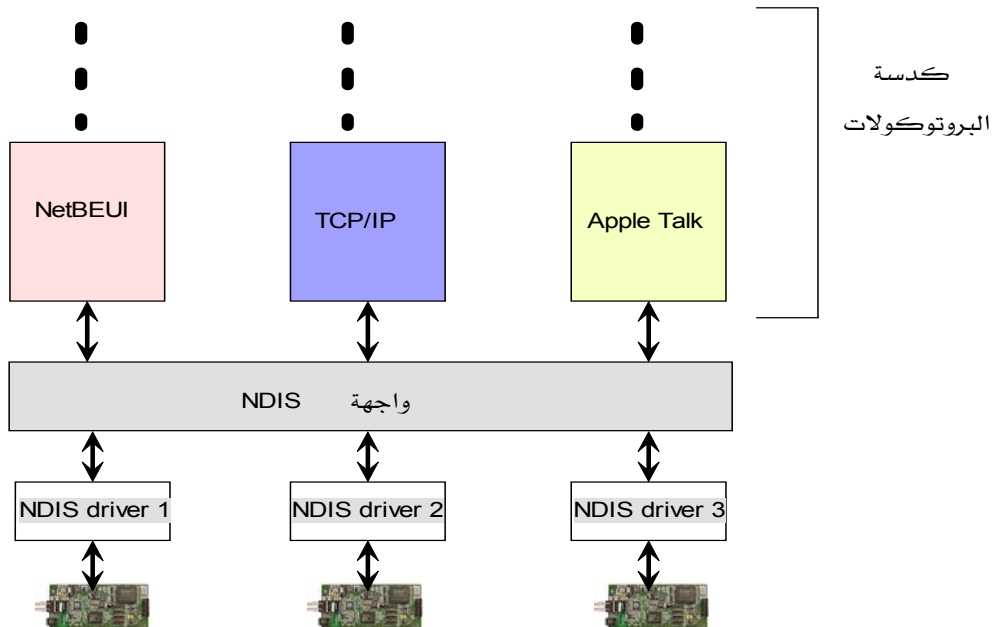 كدسة
البروتوكولات
NetBEUI
TCP/IP
Apple Talk
واجهة NDIS
NDIS driver 1
NDIS driver 2
NDIS driver 3